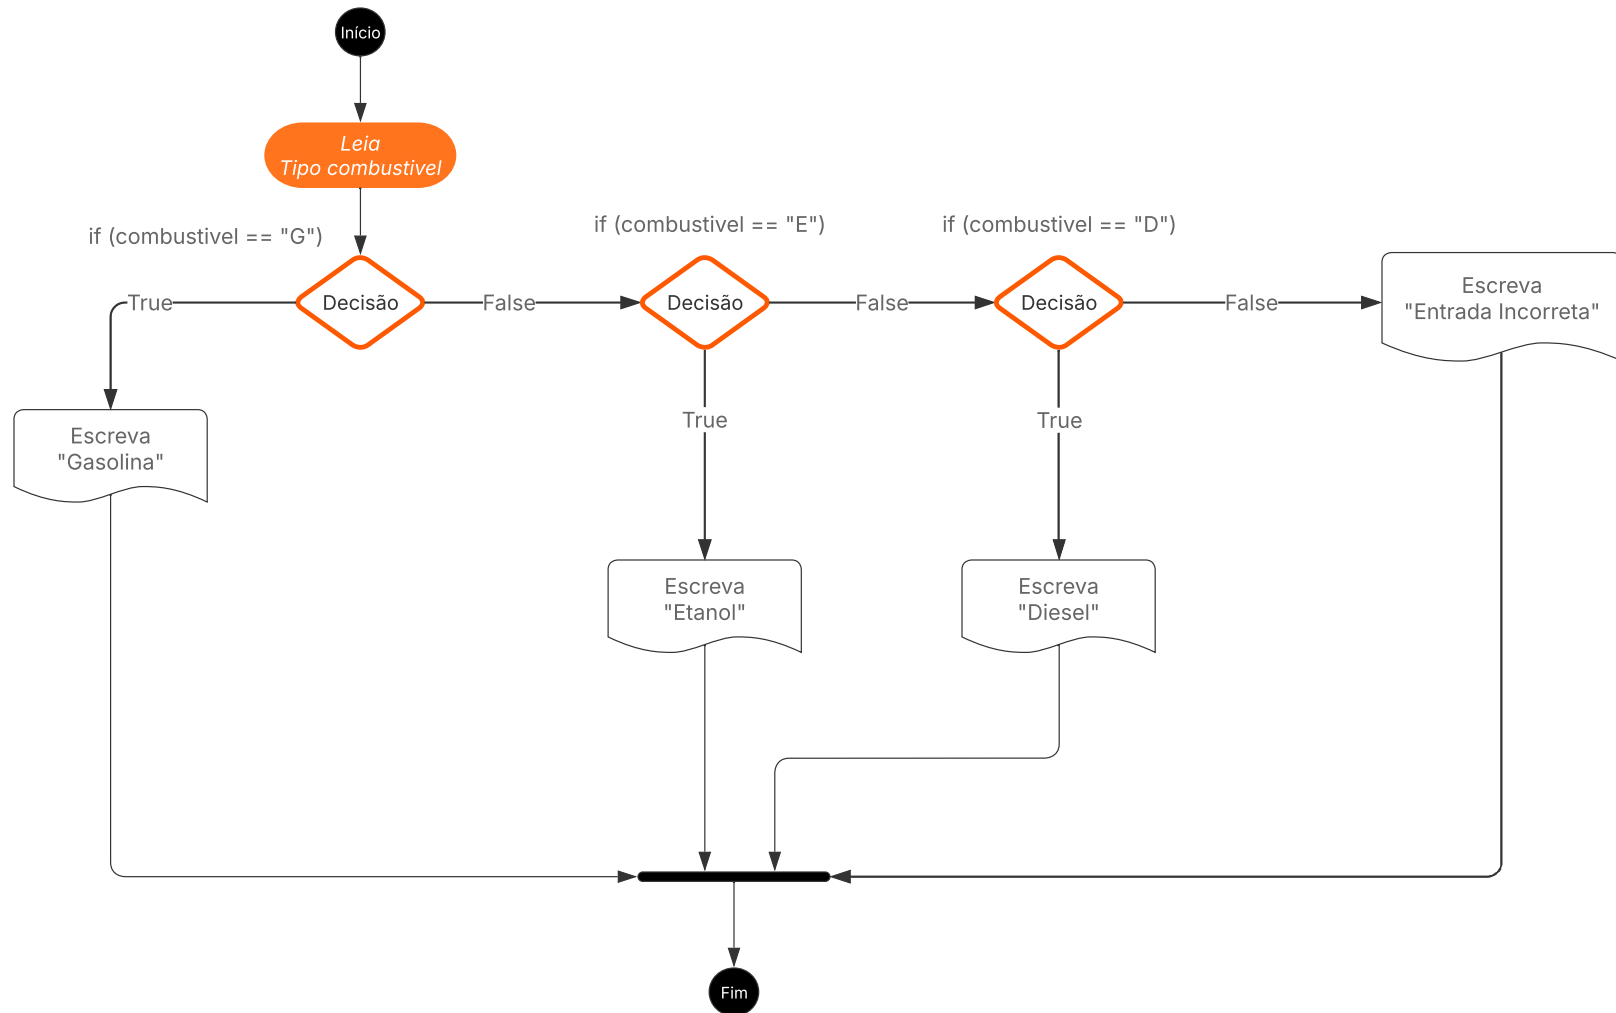 Início
Leia
Tipo combustivel
if (combustivel == "G")
if (combustivel == "E")
if (combustivel == "D")
True
Decisão
False
Decisão
False
Decisão
False
Escreva
"Entrada Incorreta"
True
True
Escreva
"Gasolina"
Escreva
"Etanol"
Escreva
"Diesel"
Fim